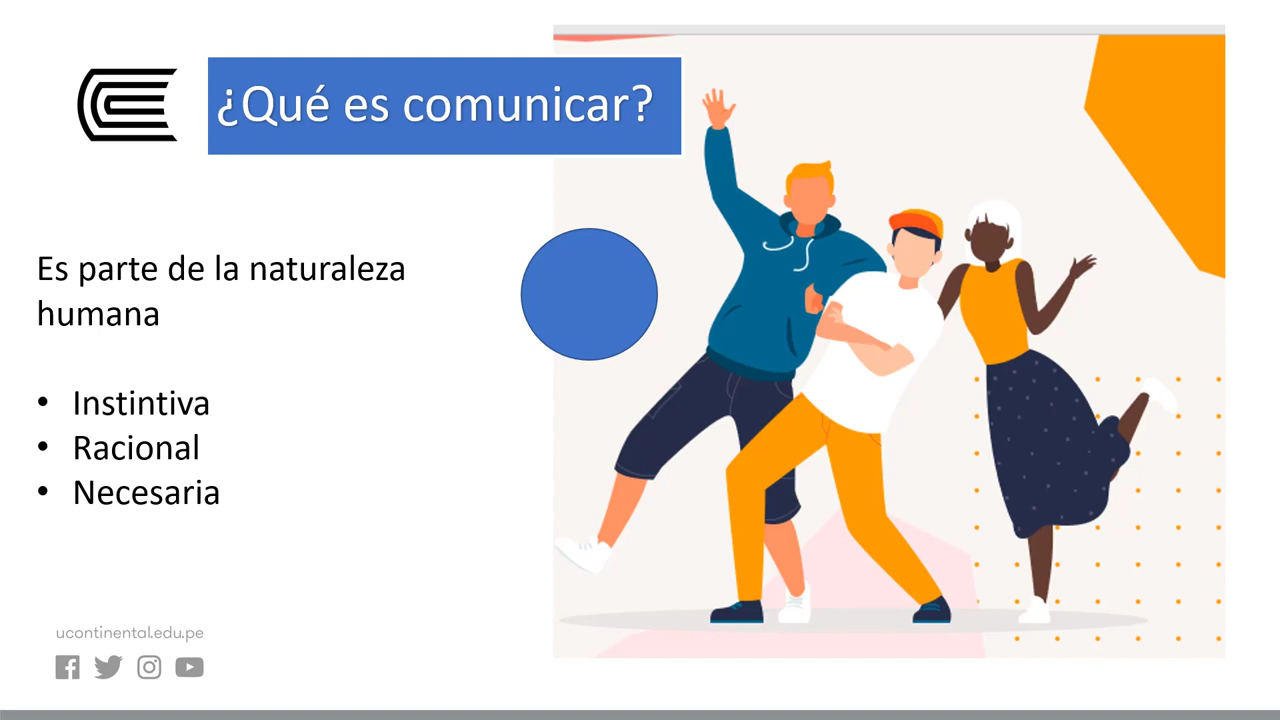 ¿Qué es comunicar?
Es parte de la naturaleza
humana
• Instintiva
• Racional
• Necesaria
ucontinental.edu.pe